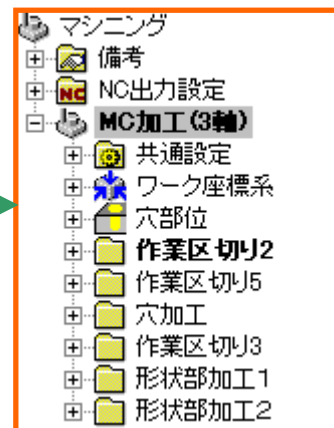 マシニング
備考
NC NC出力設定
MC加工(3軸)
共通設定
ワーク座標系
穴部位
作業区切り2
作業区切り5
穴加工
作業区切り3
形状部加工1
形状部加工2